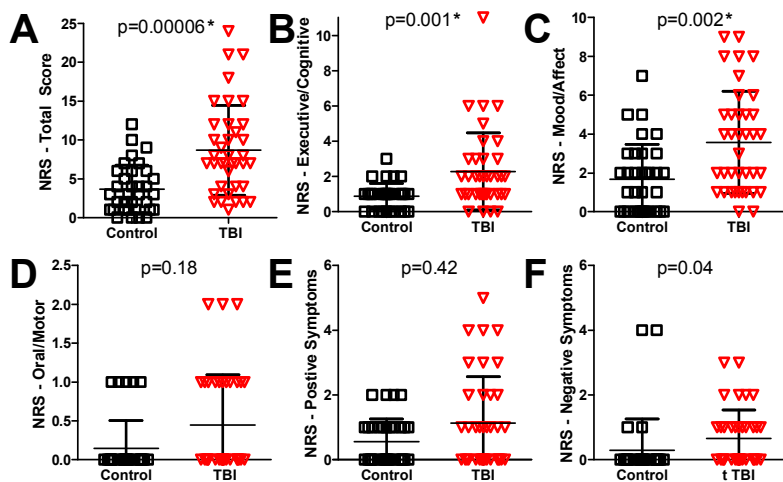 A
p=0.00006*
NRS - Total Score
25
20
15
10
5
0
Control
TBI
B
p=0.001*
NRS - Executive/Cognitive
10
8
6
4
2
0
Control
TBI
C
p=0.002*
NRS - Mood/Affect
10
8
6
4
2
0
Control
TBI
D
p=0.18
NRS - Oral/Motor
2.5
2.0
1.5
1.0
0.5
0.0
Control
TBI
E
p=0.42
NRS - Postive Symptoms
6
4
2
0
Control
TBI
F
p=0.04
NRS - Negative Symptoms
6
4
2
0
Control
t TBI